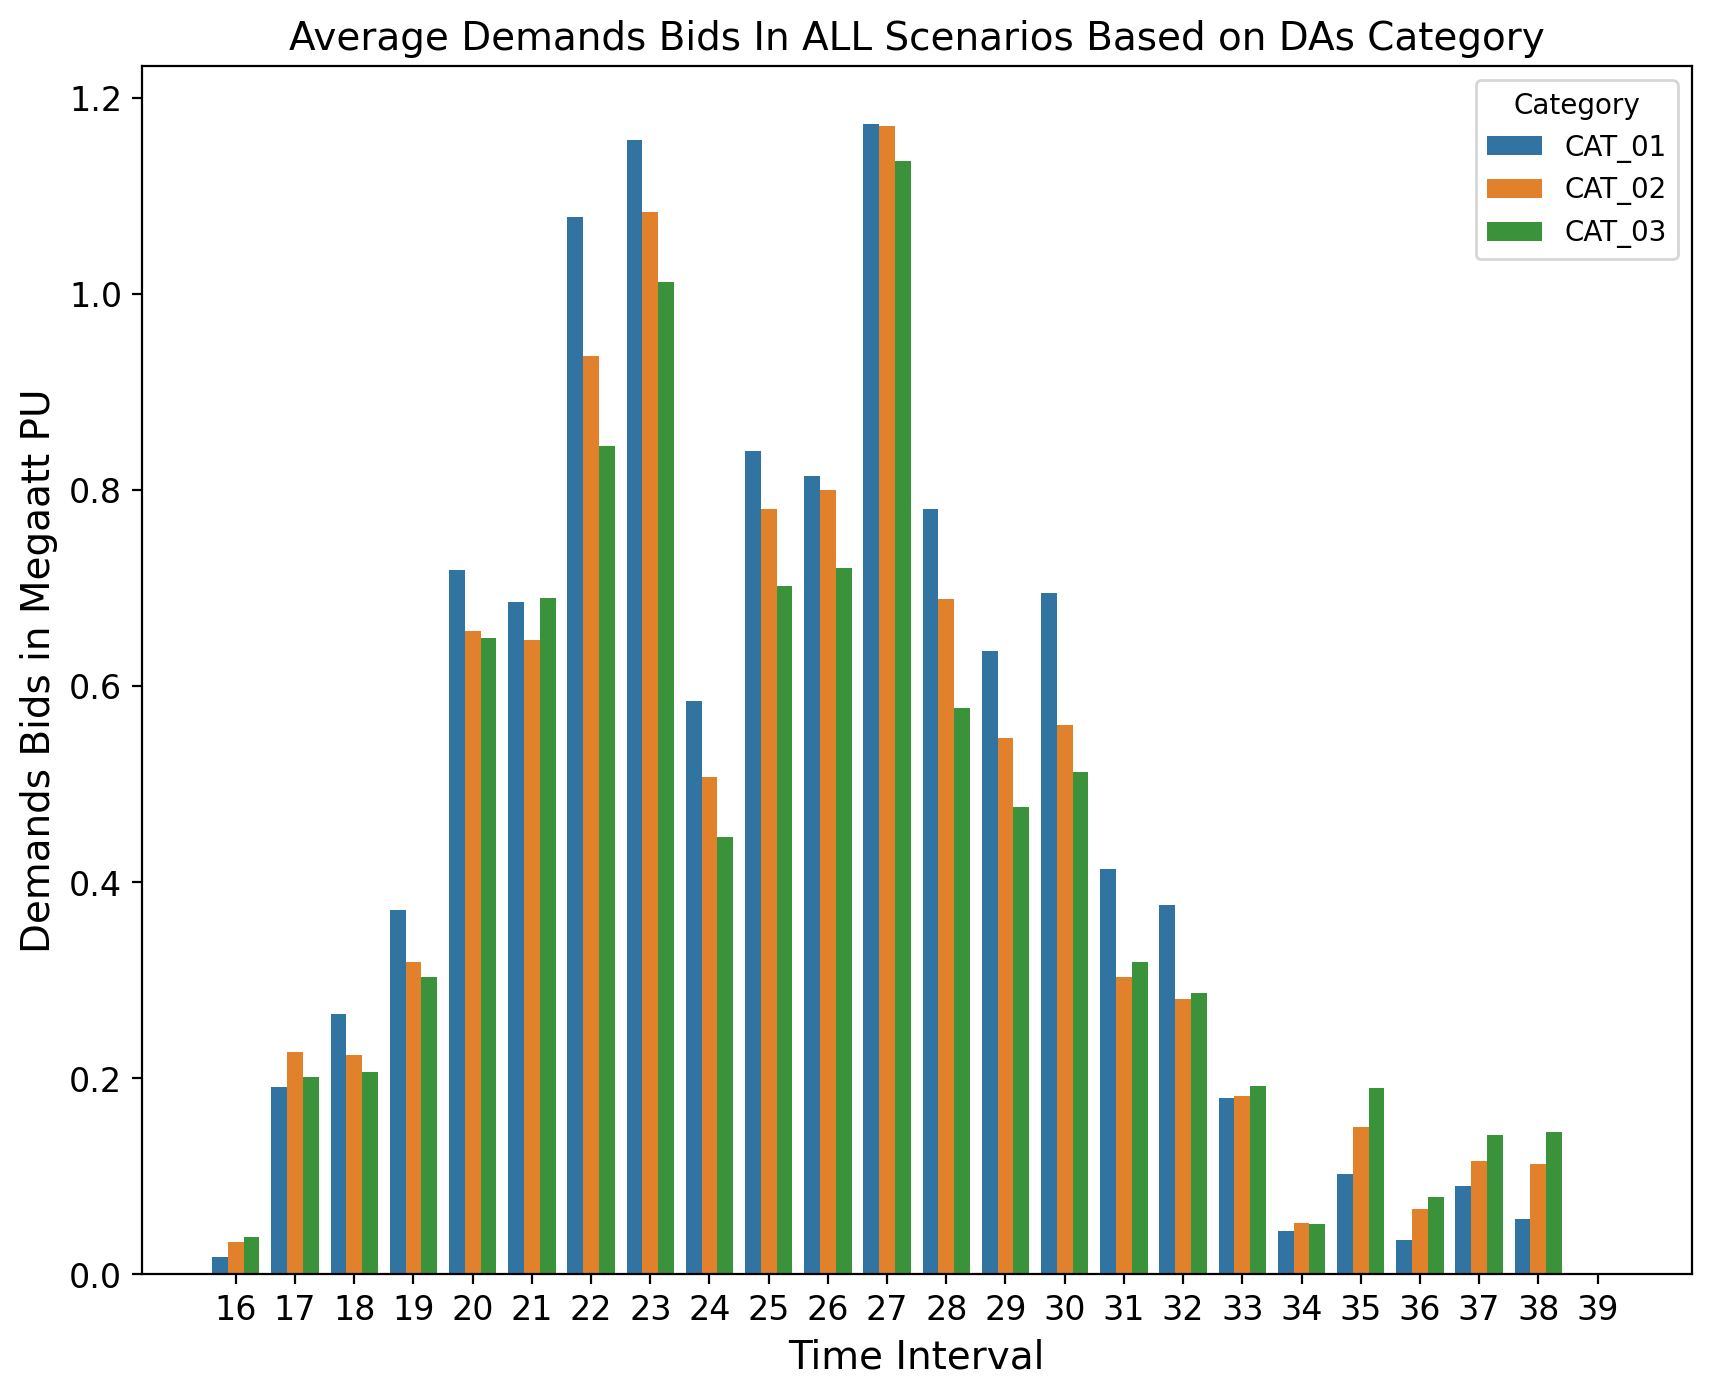 Average Demands Bids In ALL Scenarios Based on DAs Category
Category
CAT_01
CAT_02
CAT_03
Demands Bids in Megaatt PU
1.2
1.0
0.8
0.6
0.4
0.2
0.0
16 17 18 19 20 21 22 23 24 25 26 27 28 29 30 31 32 33 34 35 36 37 38 39
Time Interval